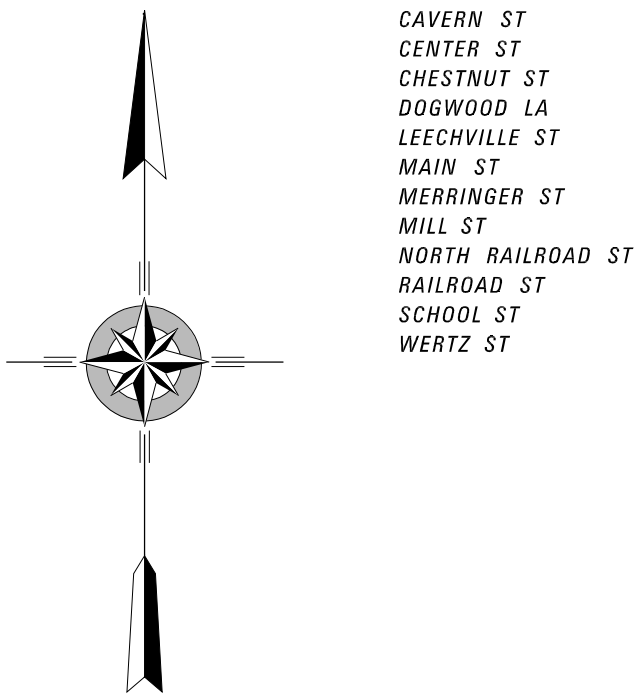 CAVERN ST
CENTER ST
CHESTNUT ST
DOGWOOD LA
LEECHVILLE ST
MAIN ST
MERRINGER ST
MILL ST
NORTH RAILROAD ST
RAILROAD ST
SCHOOL ST
WERTZ ST